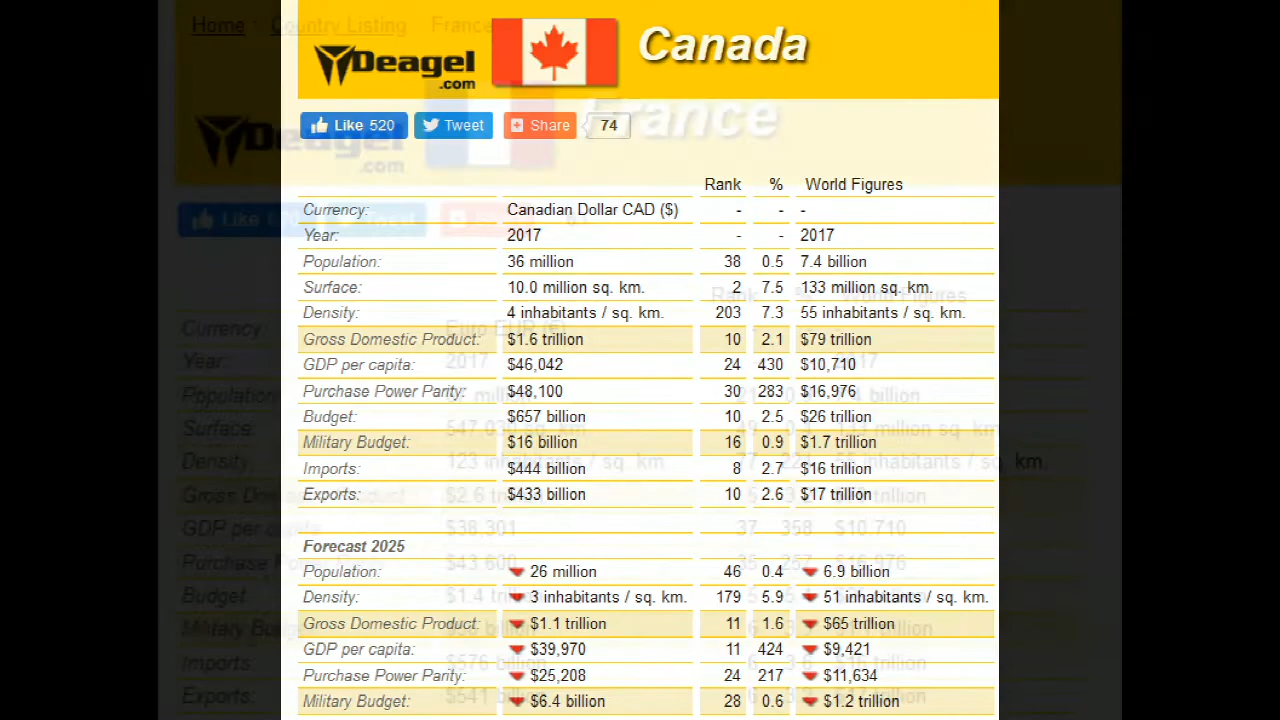 Home Country Listing France
Deagel.com Canada
France
Deagel.com
Like 520 Tweet Share 74
Like
Rank % World Figures
Currency: Canadian Dollar CAD ($) - - -
Year: 2017 - - 2017
Population: 36 million 38 0.5 7.4 billion
Surface: 10.0 million sq. km. 2 7.5 133 million sq. km.
Density: 4 inhabitants / sq. km. 203 7.3 55 inhabitants / sq. km.
Gross Domestic Product: $1.6 trillion 10 2.1 $79 trillion
GDP per capita: $46,042 24 430 $10,710
Purchase Power Parity: $48,100 30 283 $16,976
Budget: $657 billion 10 2.5 $26 trillion
Military Budget: $16 billion 16 0.9 $1.7 trillion
Imports: $444 billion 8 2.7 $16 trillion
Exports: $433 billion 10 2.6 $17 trillion
Forecast 2025
Population: 26 million 46 0.4 6.9 billion
Density: 3 inhabitants / sq. km. 179 5.9 51 inhabitants / sq. km.
Gross Domestic Product: $1.1 trillion 11 1.6 $65 trillion
GDP per capita: $39,970 11 424 $9,421
Purchase Power Parity: $25,208 24 217 $11,634
Military Budget: $6.4 billion 28 0.6 $1.2 trillion